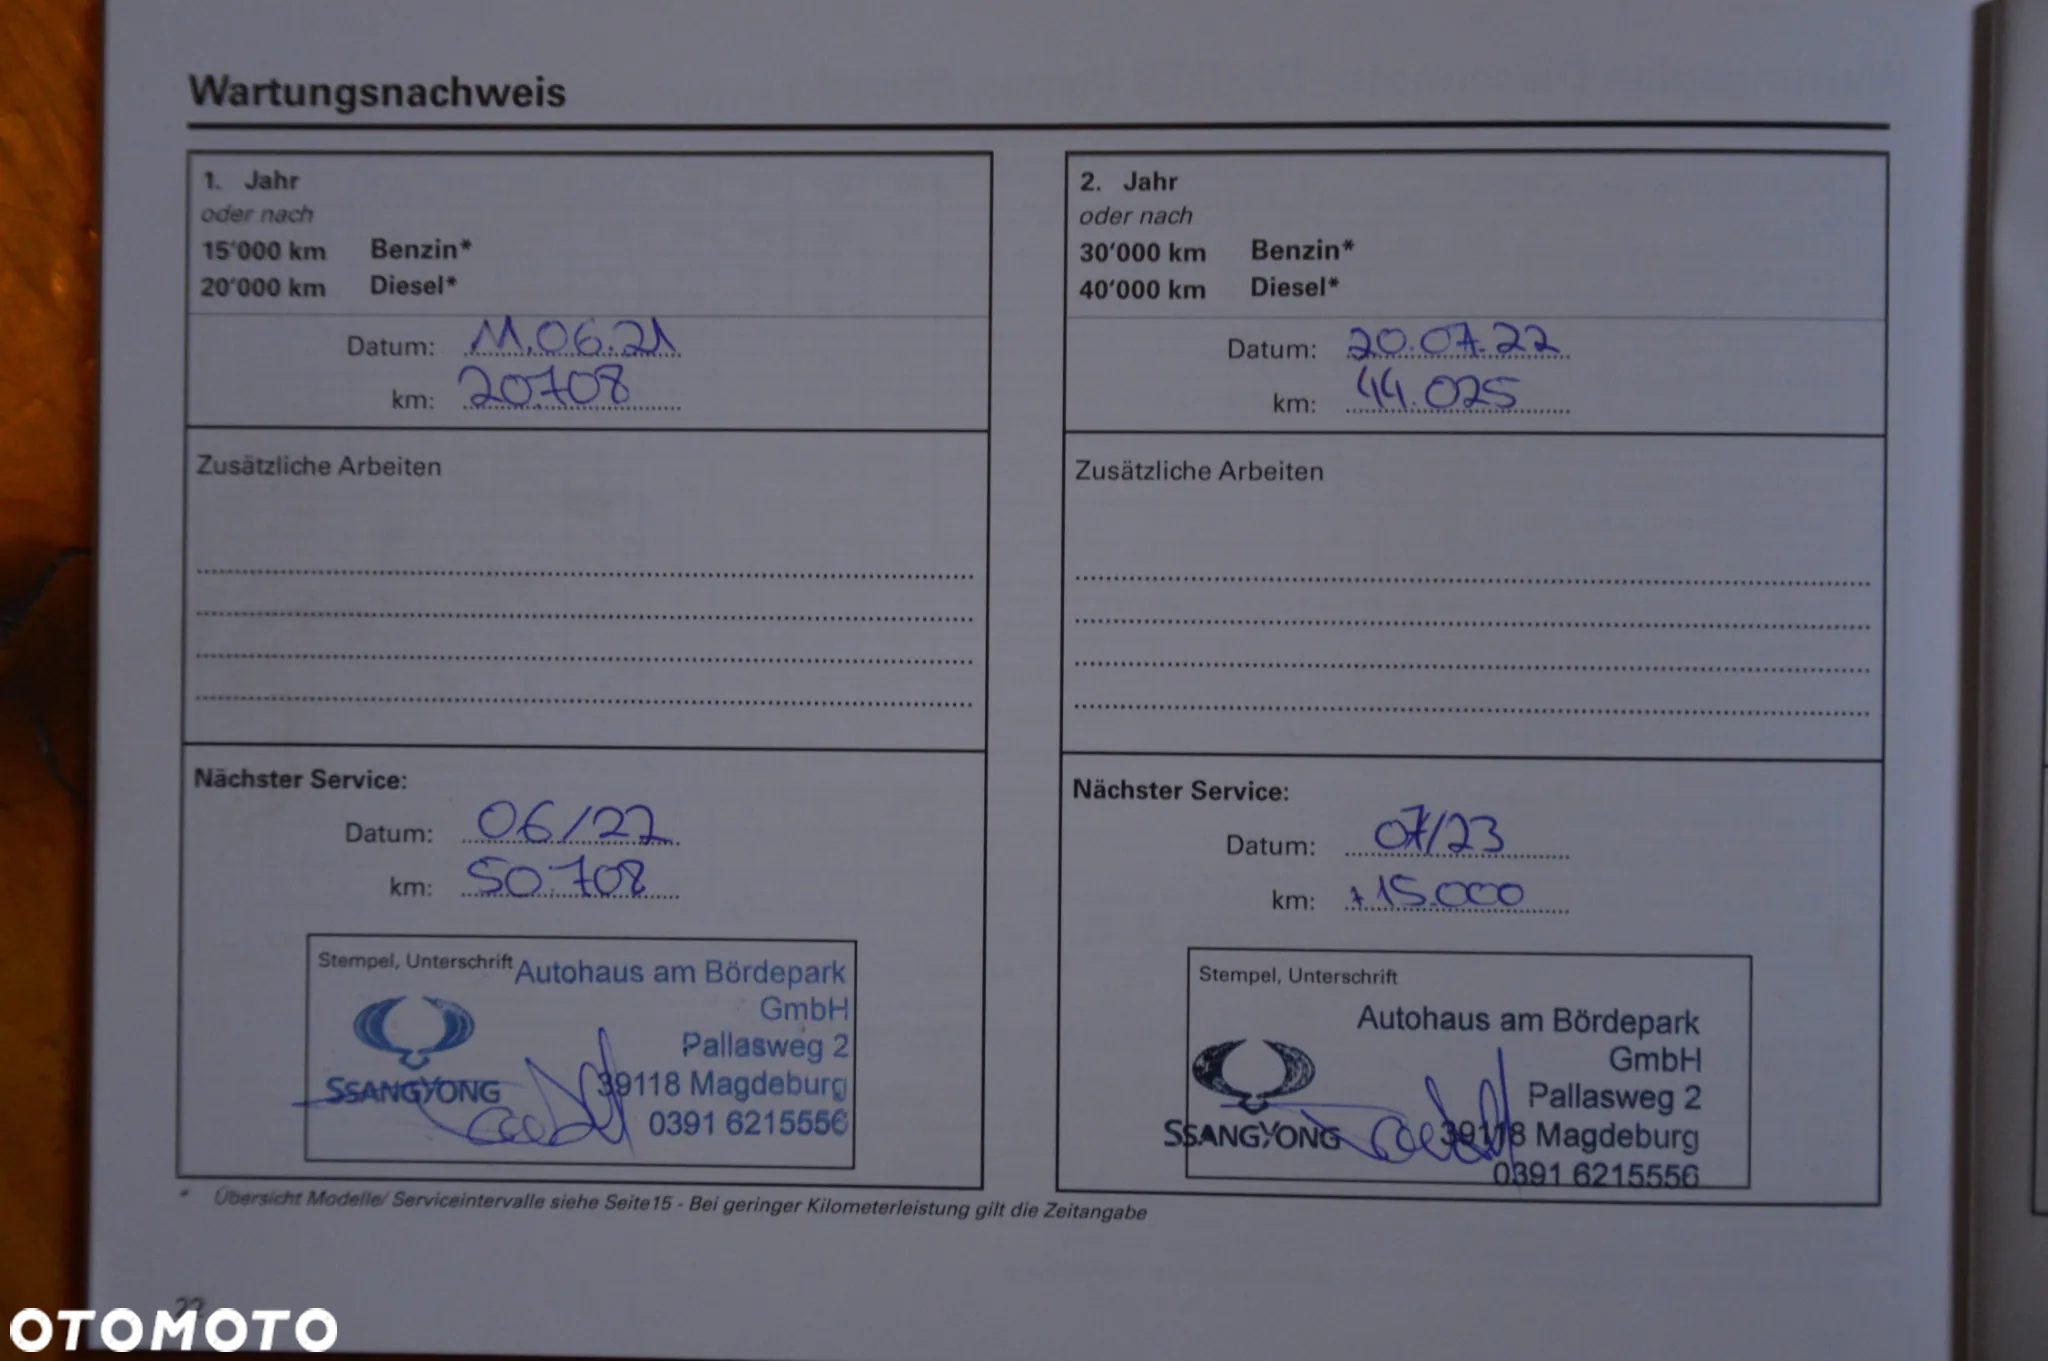 Wartungsnachweis
1. Jahr
oder nach
15'000 km Benzin*
20'000 km Diesel*
Datum: 11.06.21
km: 20.708
Zusätzliche Arbeiten
Nächster Service:
Datum: 06/22
km: 50.708
Stempel, Unterschrift
Autohaus am Bördepark
GmbH
Pallasweg 2
39118 Magdeburg
0391 6215556
SSANGYONG
2. Jahr
oder nach
30'000 km Benzin*
40'000 km Diesel*
Datum: 20.07.22
km: 44.025
Zusätzliche Arbeiten
Nächster Service:
Datum: 07/23
km: +15.000
Stempel, Unterschrift
Autohaus am Bördepark
GmbH
Pallasweg 2
39118 Magdeburg
0391 6215556
SSANGYONG
* Übersicht Modelle/ Serviceintervalle siehe Seite15 - Bei geringer Kilometerleistung gilt die Zeitangabe
OTOMOTO